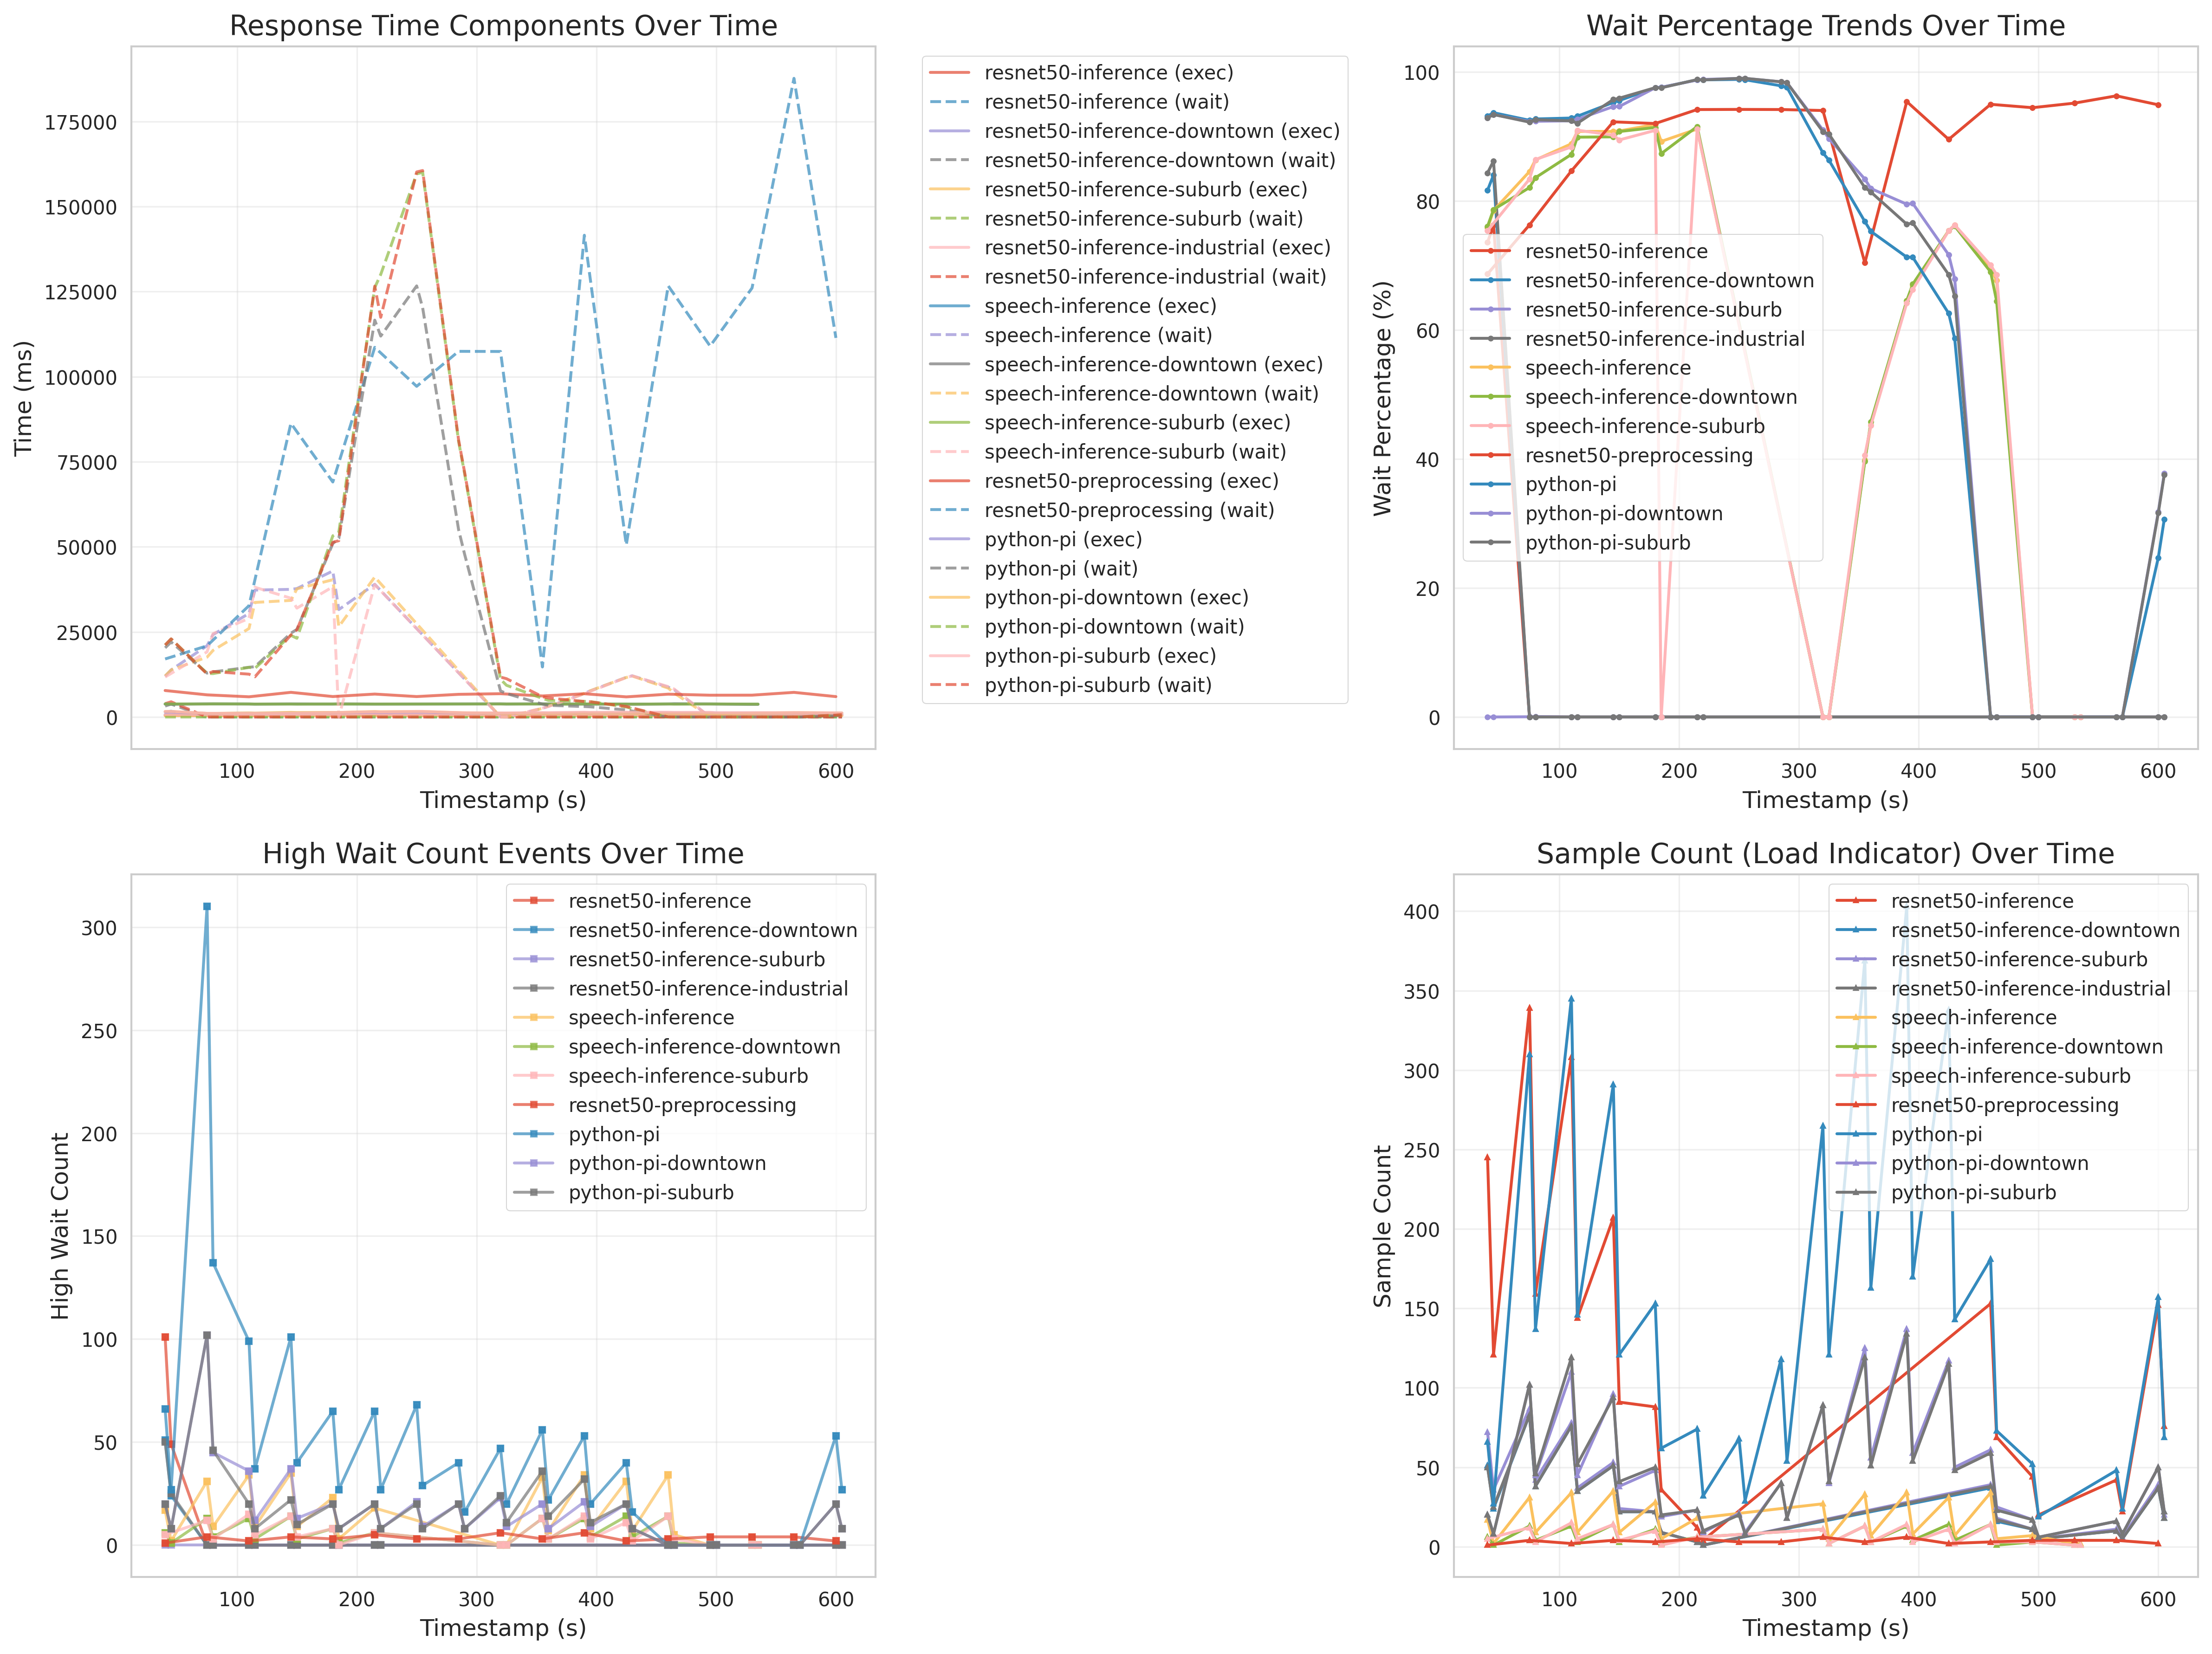 Response Time Components Over Time
175000
150000
125000
100000
75000
50000
25000
0
Time (ms)
100 200 300 400 500 600
Timestamp (s)
resnet50-inference (exec)
resnet50-inference (wait)
resnet50-inference-downtown (exec)
resnet50-inference-downtown (wait)
resnet50-inference-suburb (exec)
resnet50-inference-suburb (wait)
resnet50-inference-industrial (exec)
resnet50-inference-industrial (wait)
speech-inference (exec)
speech-inference (wait)
speech-inference-downtown (exec)
speech-inference-downtown (wait)
speech-inference-suburb (exec)
speech-inference-suburb (wait)
resnet50-preprocessing (exec)
resnet50-preprocessing (wait)
python-pi (exec)
python-pi (wait)
python-pi-downtown (exec)
python-pi-downtown (wait)
python-pi-suburb (exec)
python-pi-suburb (wait)
Wait Percentage Trends Over Time
100
80
60
40
20
0
Wait Percentage (%)
resnet50-inference
resnet50-inference-downtown
resnet50-inference-suburb
resnet50-inference-industrial
speech-inference
speech-inference-downtown
speech-inference-suburb
resnet50-preprocessing
python-pi
python-pi-downtown
python-pi-suburb
100 200 300 400 500 600
Timestamp (s)
High Wait Count Events Over Time
300
250
200
150
100
50
0
High Wait Count
resnet50-inference
resnet50-inference-downtown
resnet50-inference-suburb
resnet50-inference-industrial
speech-inference
speech-inference-downtown
speech-inference-suburb
resnet50-preprocessing
python-pi
python-pi-downtown
python-pi-suburb
100 200 300 400 500 600
Timestamp (s)
Sample Count (Load Indicator) Over Time
400
350
300
250
200
150
100
50
0
Sample Count
resnet50-inference
resnet50-inference-downtown
resnet50-inference-suburb
resnet50-inference-industrial
speech-inference
speech-inference-downtown
speech-inference-suburb
resnet50-preprocessing
python-pi
python-pi-downtown
python-pi-suburb
100 200 300 400 500 600
Timestamp (s)